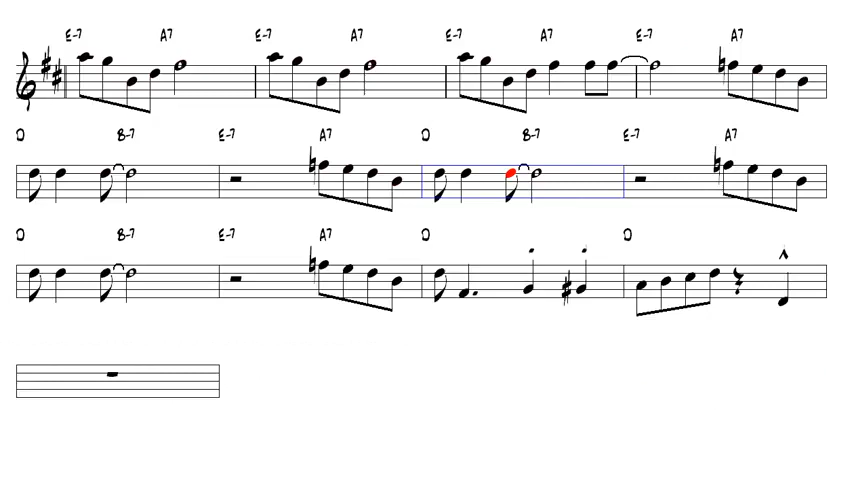 E-7 A7 E-7 A7 E-7 A7 E-7 A7
D B-7 E-7 A7 D B-7 E-7 A7
D B-7 E-7 A7 D D